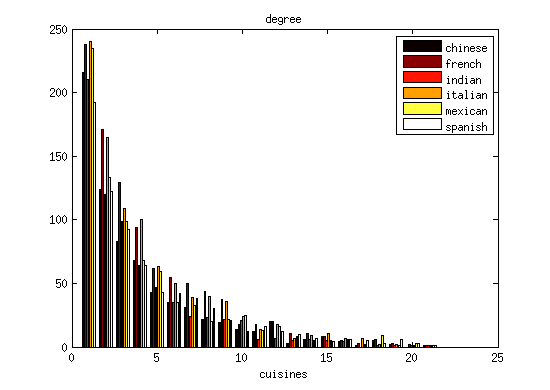 degree
250
200
150
100
50
0
chinese
french
indian
italian
mexican
spanish
0 5 10 15 20 25
cuisines